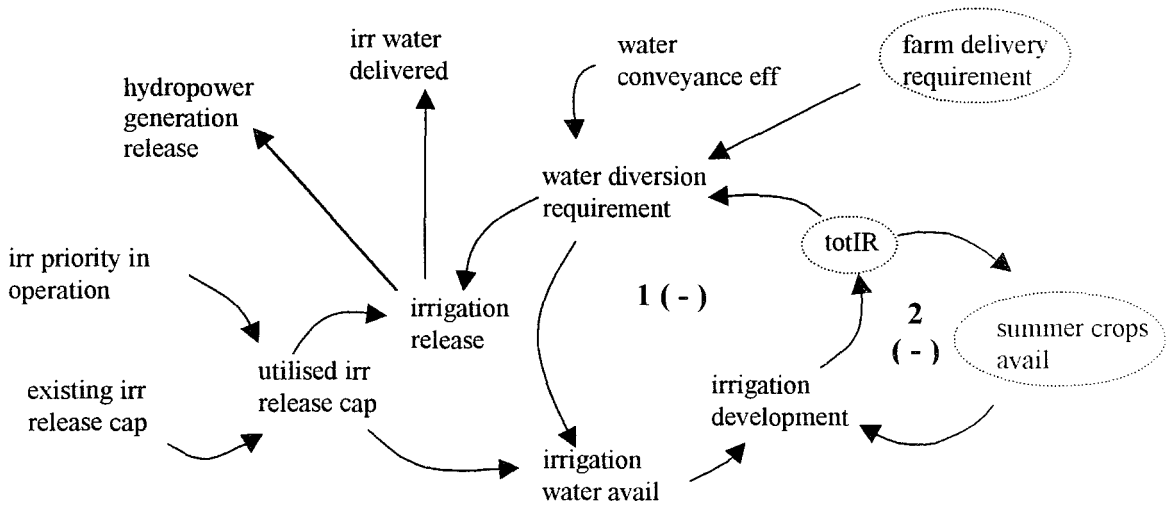 irr water
delivered
water
conveyance eff
farm delivery
requirement
hydropower
generation
release
water diversion
requirement
totIR
irr priority in
operation
irrigation
release
1 ( - )
2
( - )
summer crops
avail
existing irr
release cap
utilised irr
release cap
irrigation
development
irrigation
water avail